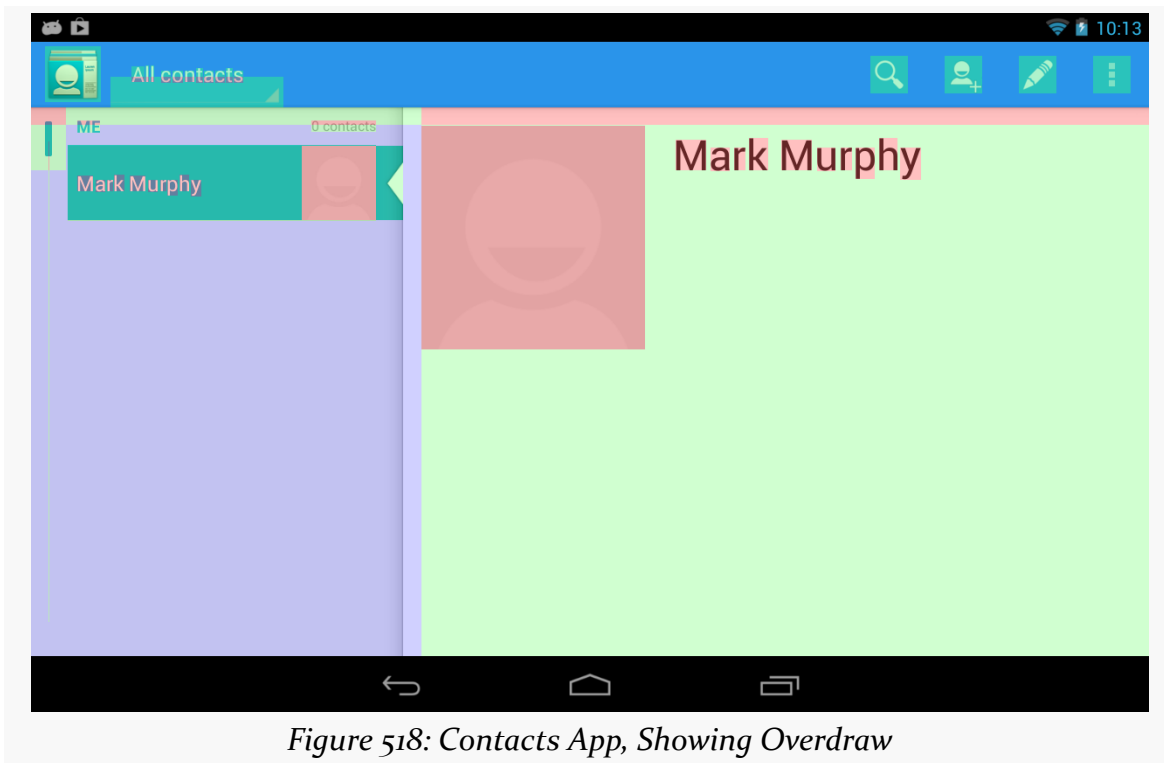 10:13
All contacts
ME 0 contacts
Mark Murphy
Mark Murphy
Figure 518: Contacts App, Showing Overdraw